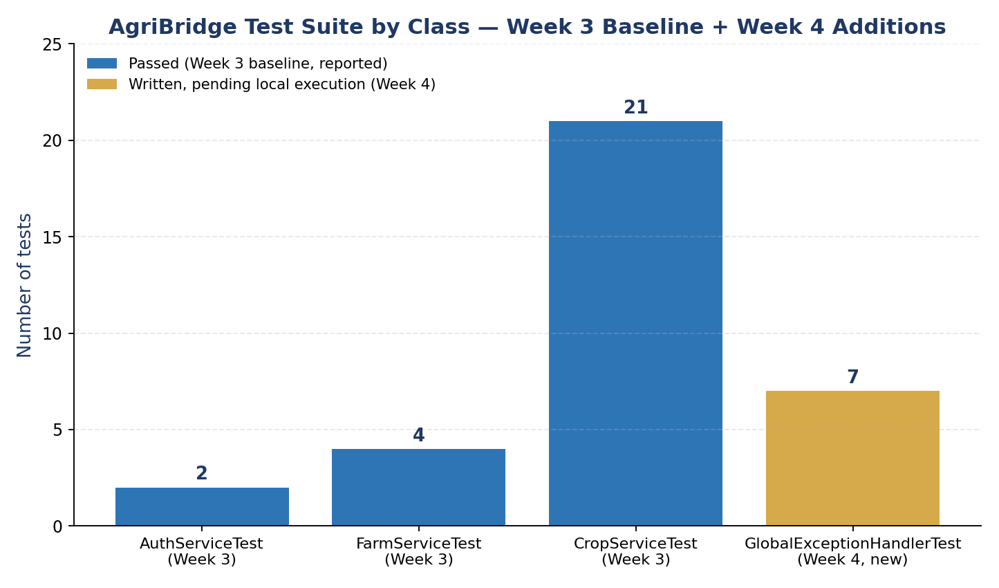 AgriBridge Test Suite by Class — Week 3 Baseline + Week 4 Additions
Passed (Week 3 baseline, reported)
Written, pending local execution (Week 4)
Number of tests
25
20
15
10
5
0
2
4
21
7
AuthServiceTest
(Week 3)
FarmServiceTest
(Week 3)
CropServiceTest
(Week 3)
GlobalExceptionHandlerTest
(Week 4, new)